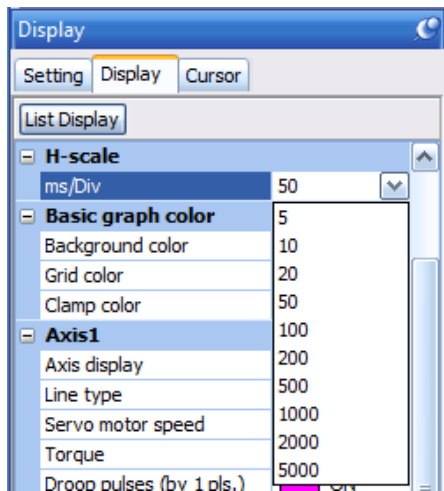 Display
Setting Display Cursor
List Display
H-scale
ms/Div 50
Basic graph color 5
Background color 10
Grid color 20
Clamp color 50
Axis1 100
Axis display 200
Line type 500
Servo motor speed 1000
Torque 2000
Droop pulses (by 1 pls.) 5000